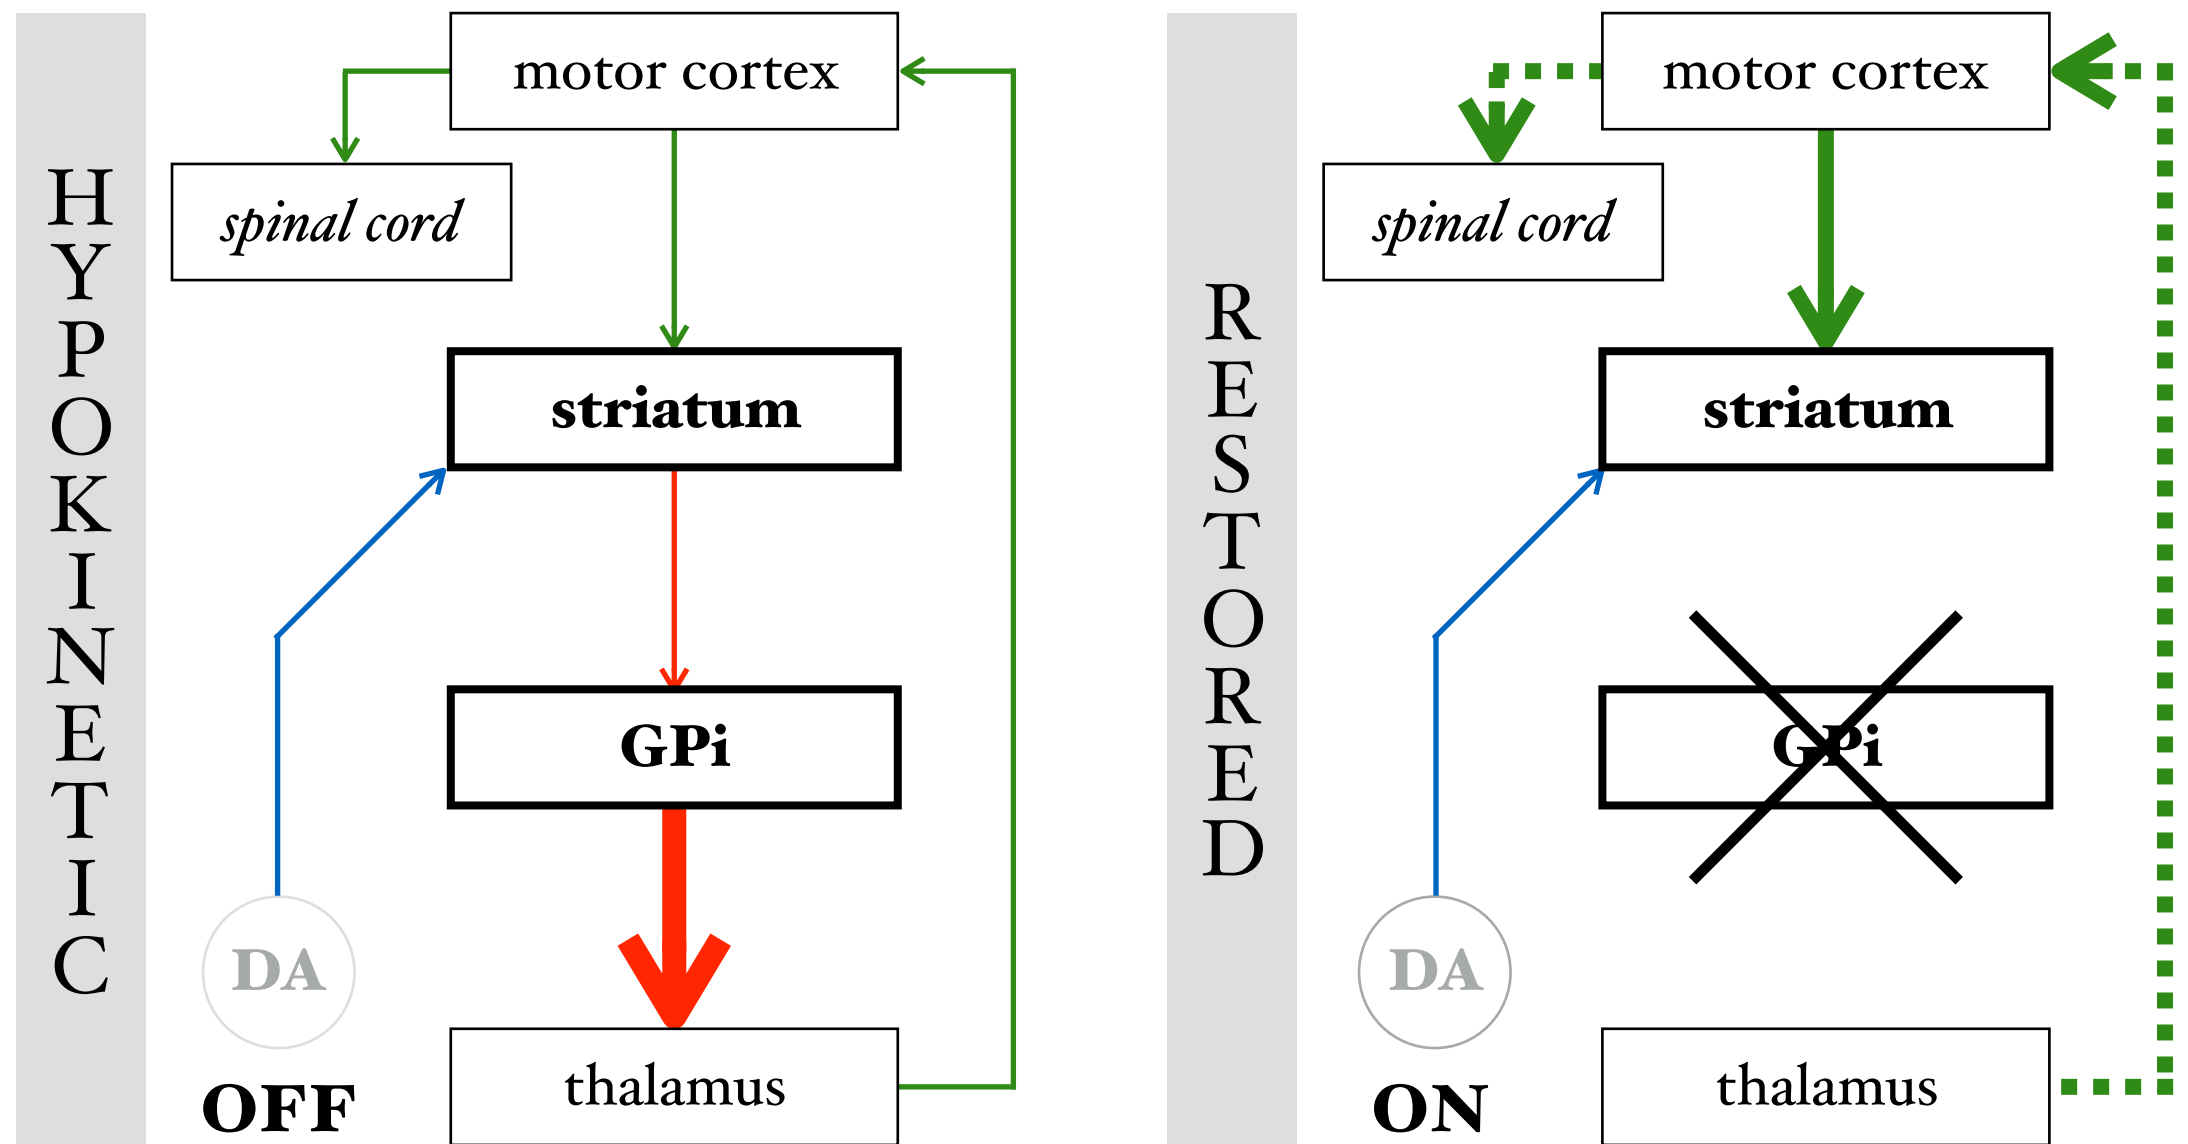 HYPOKINETIC
motor cortex
spinal cord
striatum
GPi
DA
OFF
thalamus
RESTORED
motor cortex
spinal cord
striatum
GPi
DA
ON
thalamus